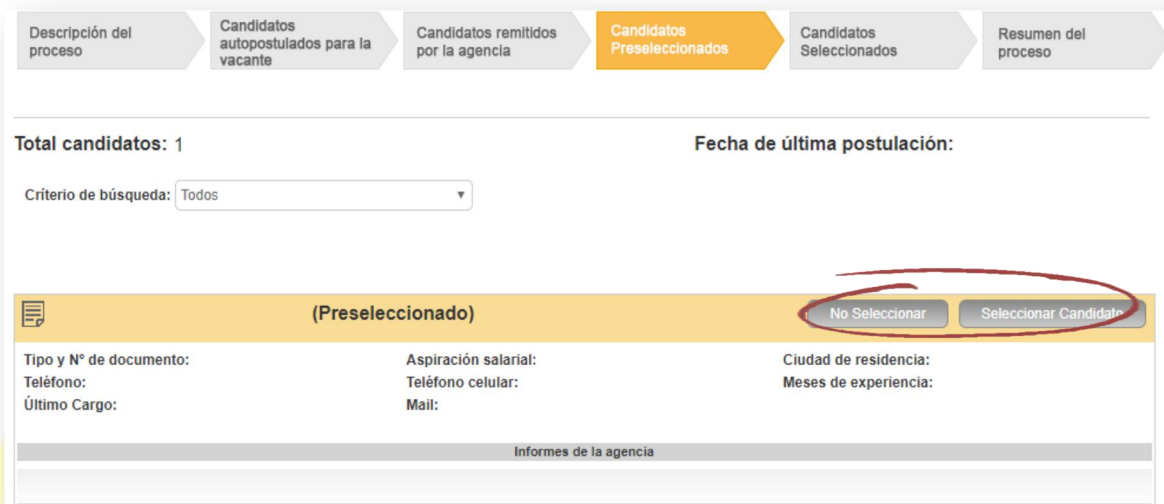 Descripción del
proceso
Candidatos
autopostulados para la
vacante
Candidatos remitidos
por la agencia
Candidatos
Preseleccionados
Candidatos
Seleccionados
Resumen del
proceso
Total candidatos: 1
Fecha de última postulación:
Críterio de búsqueda: Todos
(Preseleccionado)
No Seleccionar
Seleccionar Candidato
Tipo y Nº de documento:
Aspiración salarial:
Ciudad de residencia:
Teléfono:
Teléfono celular:
Meses de experiencia:
Último Cargo:
Mail:
Informes de la agencia